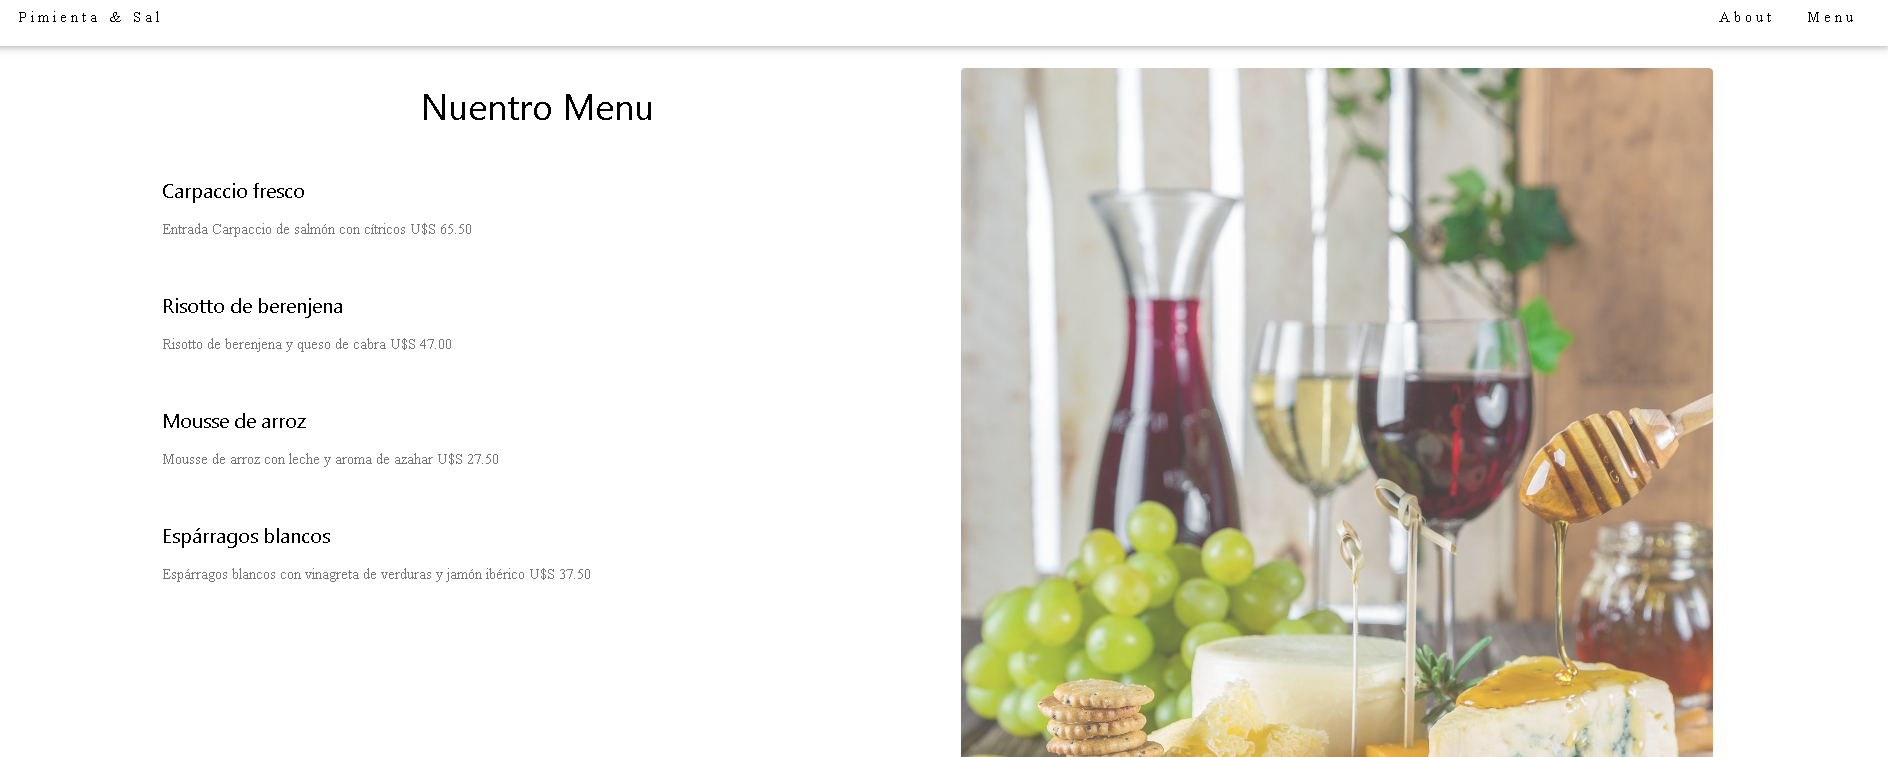 Pimienta & Sal
About Menu
Nuentro Menu
Carpaccio fresco
Entrada Carpaccio de salmón con cítricos U$S 65.50
Risotto de berenjena
Risotto de berenjena y queso de cabra U$S 47.00
Mousse de arroz
Mousse de arroz con leche y aroma de azahar U$S 27.50
Espárragos blancos
Espárragos blancos con vinagreta de verduras y jamón ibérico U$S 37.50